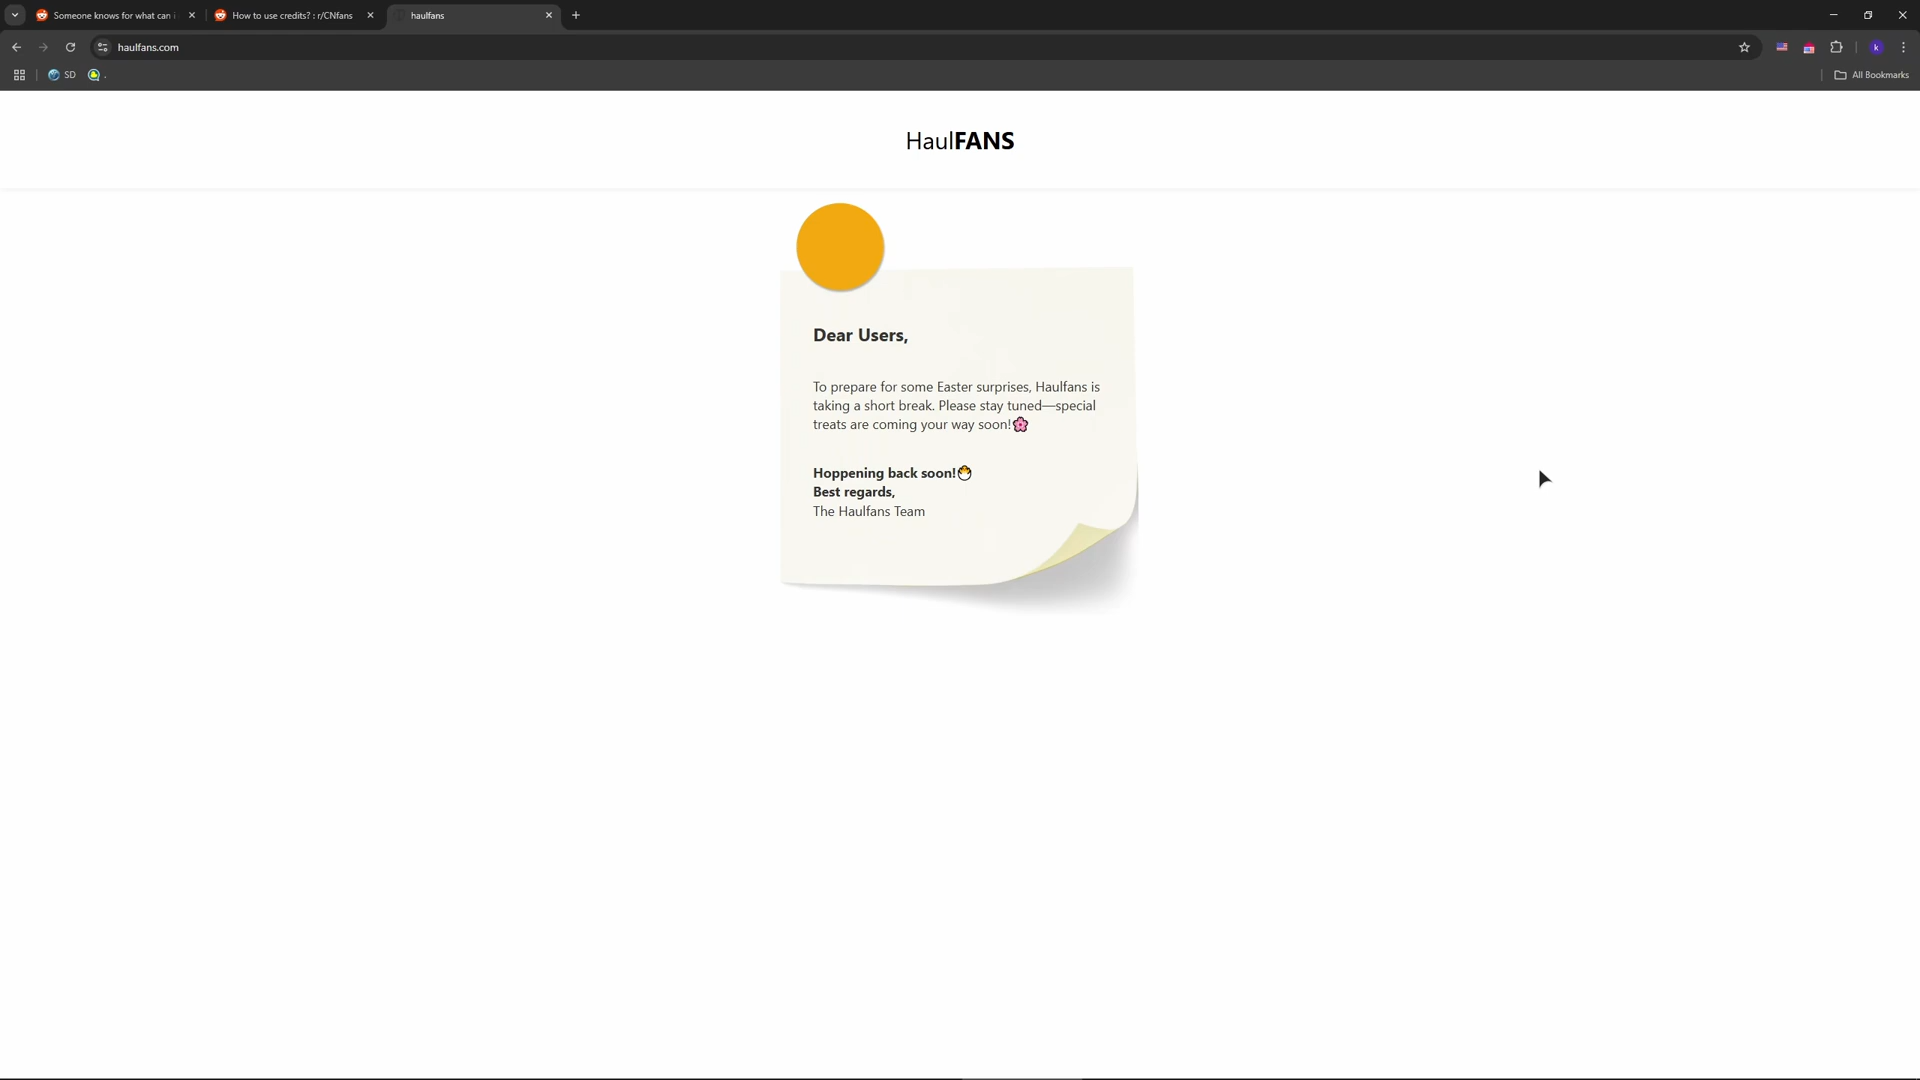 Someone knows for what can i
How to use credits? : r/CNfans
haulfans
haulfans.com
k
SD
.
All Bookmarks
HaulFANS
Dear Users,
To prepare for some Easter surprises, Haulfans is
taking a short break. Please stay tuned—special
treats are coming your way soon!🌸
Hoppening back soon!🐣
Best regards,
The Haulfans Team